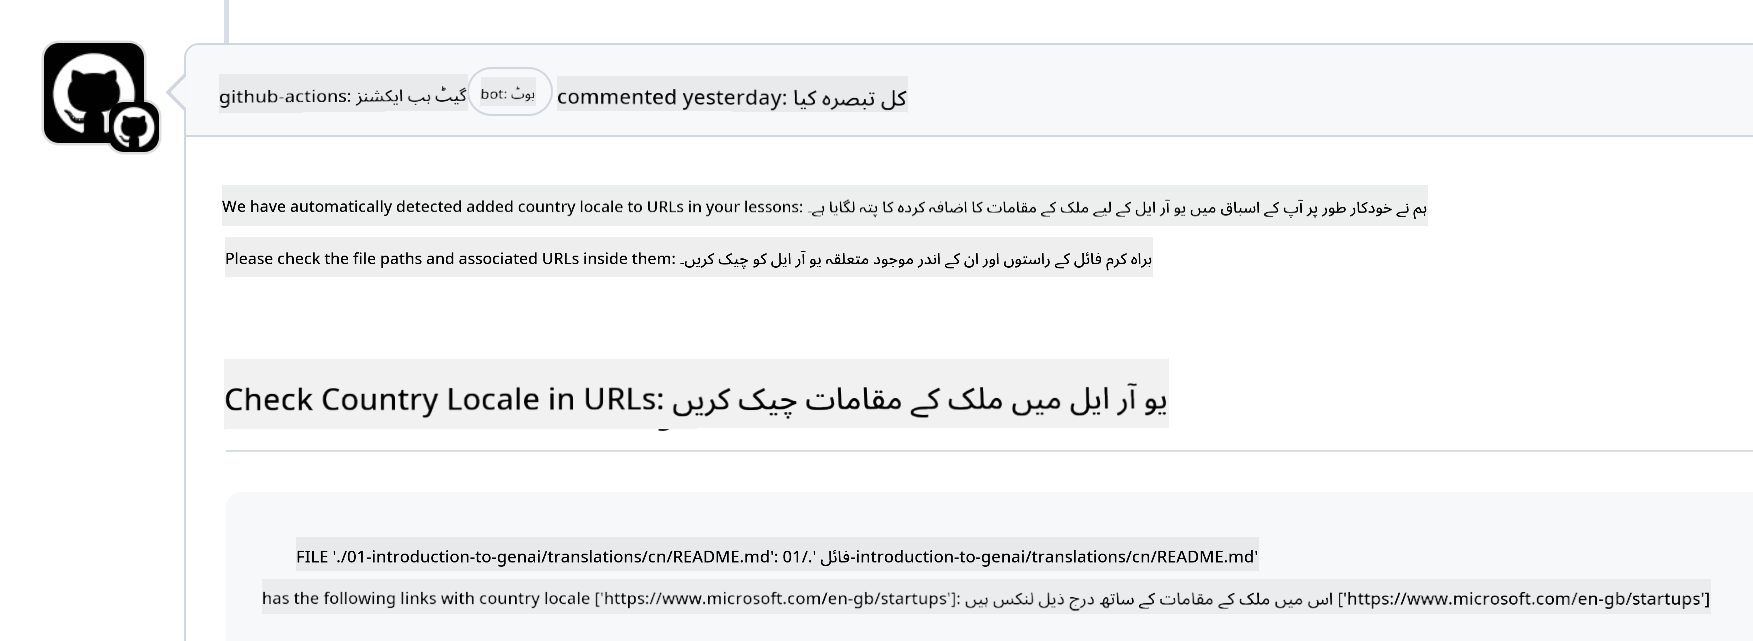 github-actions: گیٹ ہب ایکشنز bot: بوٹ commented yesterday: کل تبصرہ کیا
We have automatically detected added country locale to URLs in your lessons: ہم نے خودکار طور پر آپ کے اسباق میں یو آر ایل کے لیے ملک کے مقامات کا اضافہ کردہ کا پتہ لگایا ہے۔
Please check the file paths and associated URLs inside them: براہ کرم فائل کے راستوں اور ان کے اندر موجود متعلقہ یو آر ایل کو چیک کریں۔
Check Country Locale in URLs: یو آر ایل میں ملک کے مقامات چیک کریں
FILE './01-introduction-to-genai/translations/cn/README.md': فائل './01-introduction-to-genai/translations/cn/README.md'
has the following links with country locale ['https://www.microsoft.com/en-gb/startups']: اس میں ملک کے مقامات کے ساتھ درج ذیل لنکس ہیں ['https://www.microsoft.com/en-gb/startups']